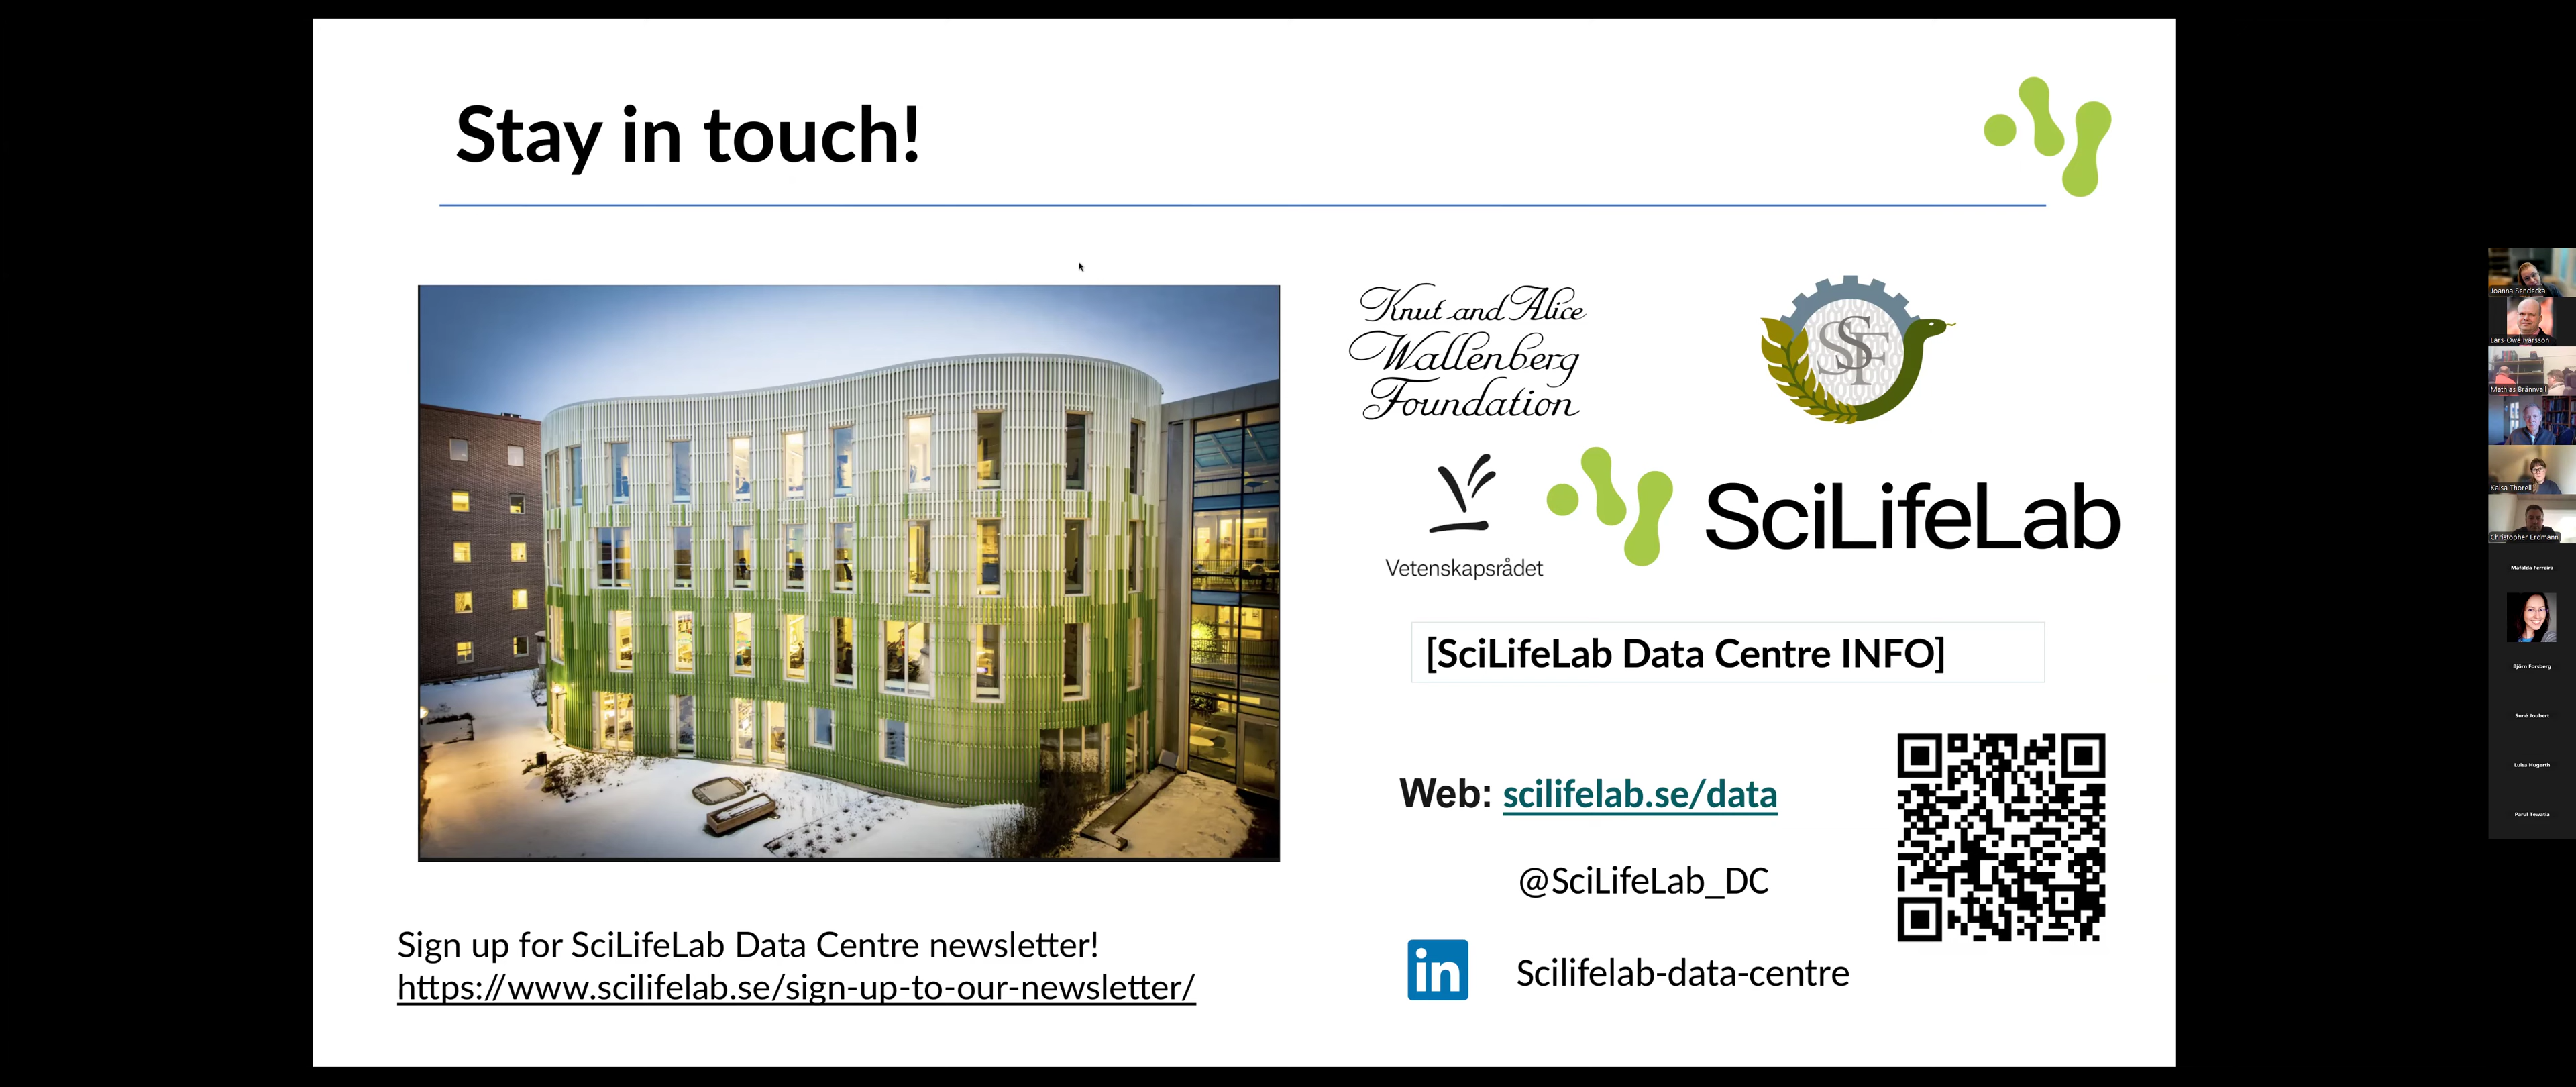 Stay in touch!
Knut and Alice
Wallenberg
Foundation
SSF
Vetenskapsrådet
SciLifeLab
[SciLifeLab Data Centre INFO]
Web: scilifelab.se/data
@SciLifeLab_DC
in
Scilifelab-data-centre
Sign up for SciLifeLab Data Centre newsletter!
https://www.scilifelab.se/sign-up-to-our-newsletter/
Joanna Sendecka
Lars-Owe Ivarsson
Mathias Brännvall
Kaisa Thorell
Christopher Erdmann
Mafalda Ferreira
Björn Forsberg
Suné Joubert
Luisa Hugerth
Parul Tewatia